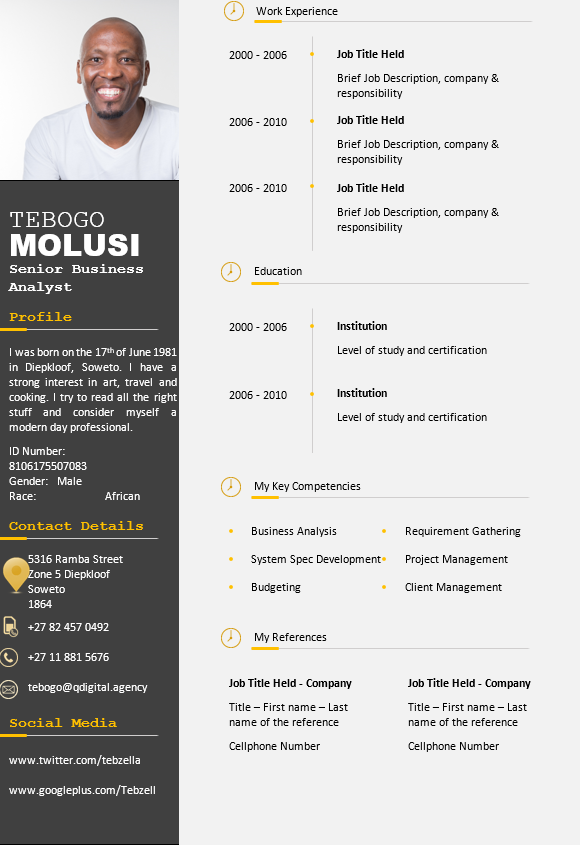 TEBOGO
MOLUSI
Senior Business
Analyst
Profile
I was born on the 17th of June 1981
in Diepkloof, Soweto. I have a
strong interest in art, travel and
cooking. I try to read all the right
stuff and consider myself a
modern day professional.
ID Number:
8106175507083
Gender: Male
Race: African
Contact Details
5316 Ramba Street
Zone 5 Diepkloof
Soweto
1864
+27 82 457 0492
+27 11 881 5676
tebogo@qdigital.agency
Social Media
www.twitter.com/tebzella
www.googleplus.com/Tebzell
Work Experience
2000 - 2006
Job Title Held
Brief Job Description, company &
responsibility
2006 - 2010
Job Title Held
Brief Job Description, company &
responsibility
2006 - 2010
Job Title Held
Brief Job Description, company &
responsibility
Education
2000 - 2006
Institution
Level of study and certification
2006 - 2010
Institution
Level of study and certification
My Key Competencies
Business Analysis
System Spec Development
Budgeting
Requirement Gathering
Project Management
Client Management
My References
Job Title Held - Company
Title – First name – Last
name of the reference
Cellphone Number
Job Title Held - Company
Title – First name – Last
name of the reference
Cellphone Number